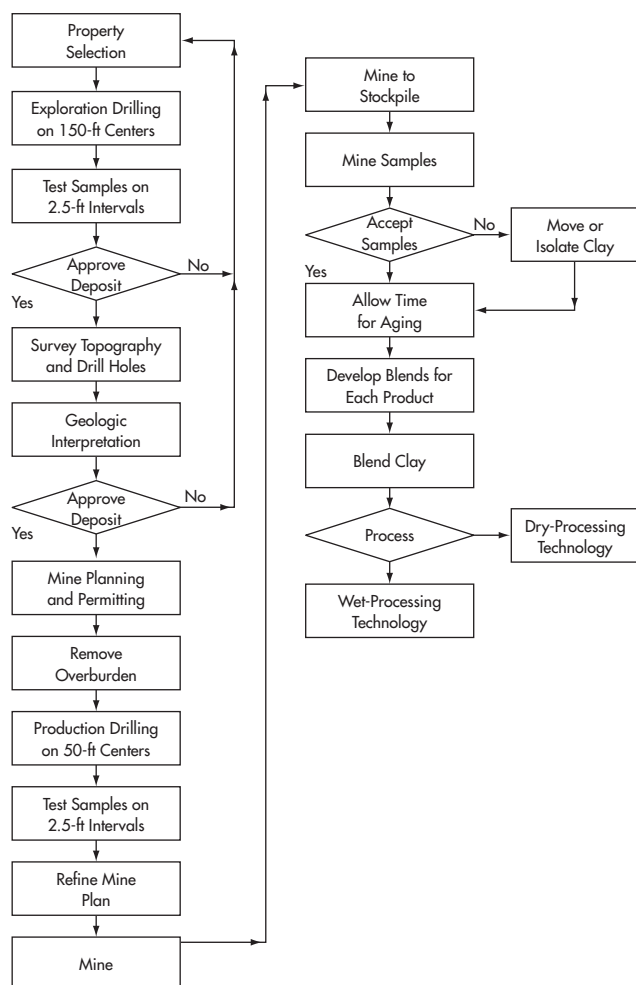 Property
Selection
Exploration Drilling
on 150-ft Centers
Test Samples on
2.5-ft Intervals
Approve
Deposit
No
Yes
Survey Topography
and Drill Holes
Geologic
Interpretation
Approve
Deposit
No
Yes
Mine Planning
and Permitting
Remove
Overburden
Production Drilling
on 50-ft Centers
Test Samples on
2.5-ft Intervals
Refine Mine
Plan
Mine
Mine to
Stockpile
Mine Samples
Accept
Samples
No
Move or
Isolate Clay
Yes
Allow Time
for Aging
Develop Blends for
Each Product
Blend Clay
Process
Dry-Processing
Technology
Wet-Processing
Technology